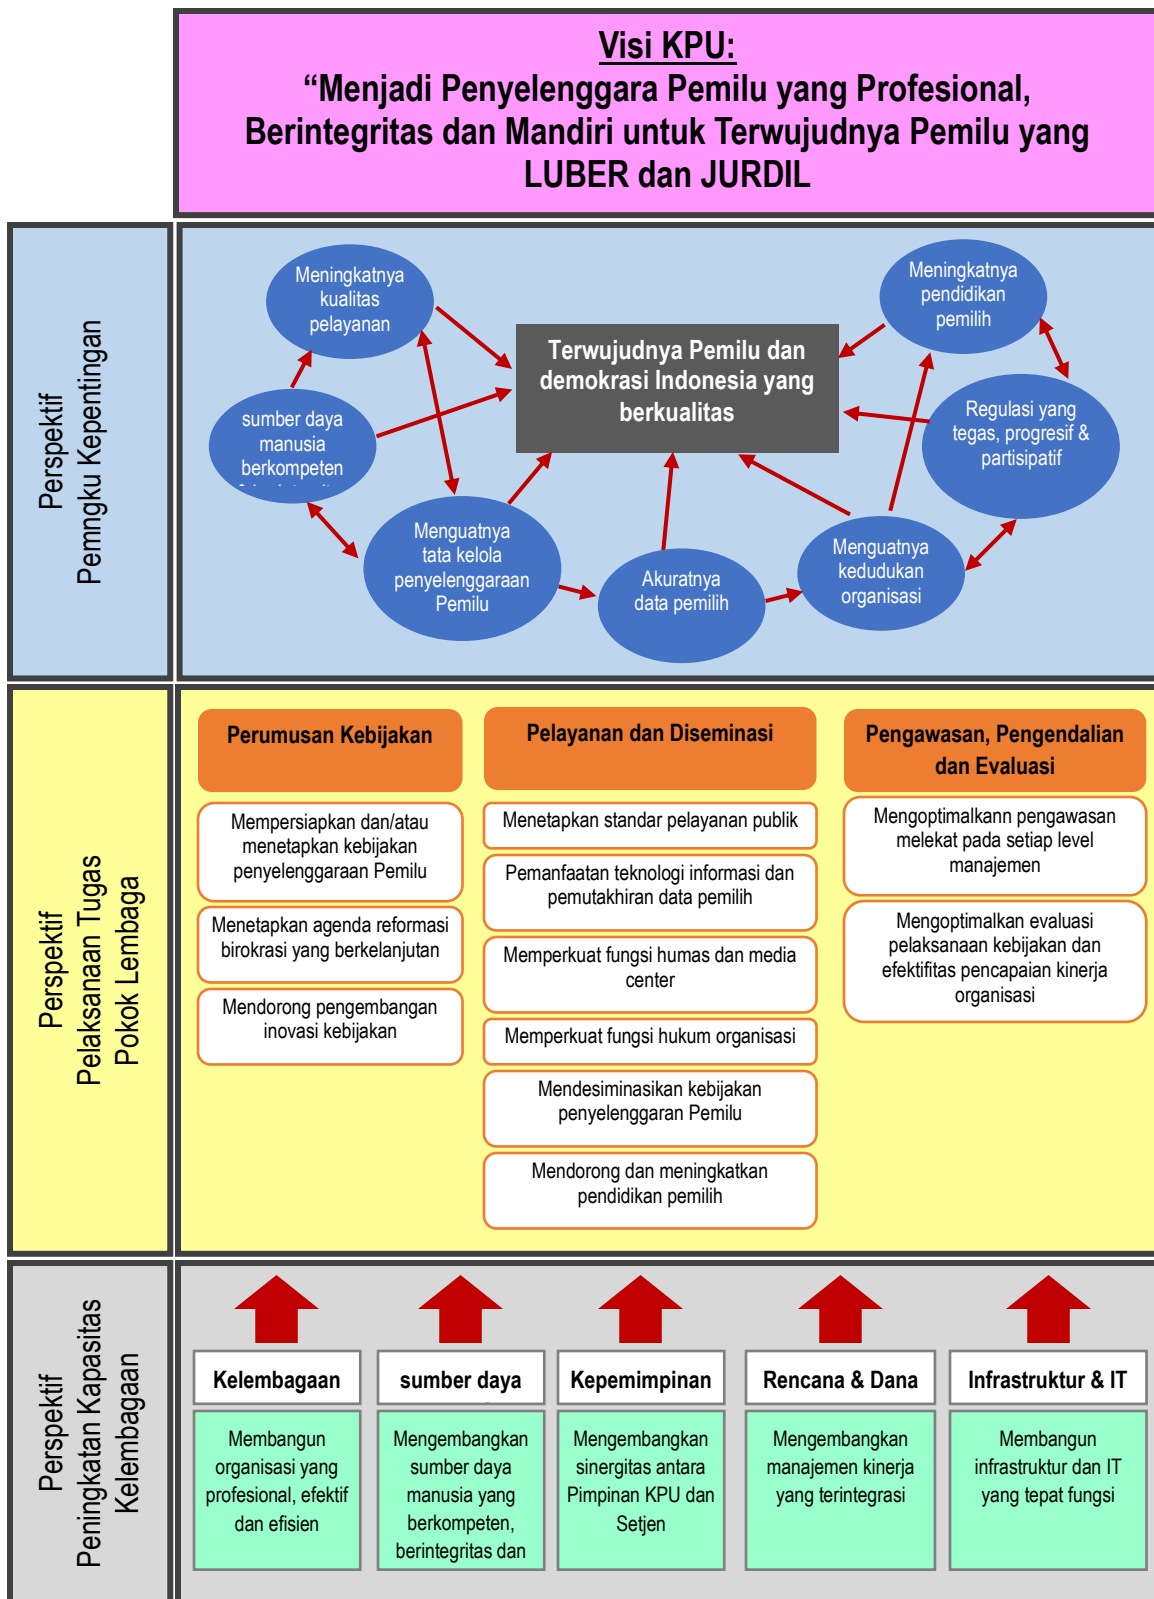 Visi KPU:
“Menjadi Penyelenggara Pemilu yang Profesional,
Berintegritas dan Mandiri untuk Terwujudnya Pemilu yang
LUBER dan JURDIL
Perspektif
Pemngku Kepentingan
Meningkatnya
kualitas
pelayanan
Meningkatnya
pendidikan
pemilih
Terwujudnya Pemilu dan
demokrasi Indonesia yang
berkualitas
sumber daya
manusia
berkompeten
Regulasi yang
tegas, progresif &
partisipatif
Menguatnya
tata kelola
penyelenggaraan
Pemilu
Akuratnya
data pemilih
Menguatnya
kedudukan
organisasi
Perspektif
Pelaksanaan Tugas
Pokok Lembaga
Perumusan Kebijakan
Mempersiapkan dan/atau
menetapkan kebijakan
penyelenggaraan Pemilu
Menetapkan agenda reformasi
birokrasi yang berkelanjutan
Mendorong pengembangan
inovasi kebijakan
Pelayanan dan Diseminasi
Menetapkan standar pelayanan publik
Pemanfaatan teknologi informasi dan
pemutakhiran data pemilih
Memperkuat fungsi humas dan media
center
Memperkuat fungsi hukum organisasi
Mendesiminasikan kebijakan
penyelenggaran Pemilu
Mendorong dan meningkatkan
pendidikan pemilih
Pengawasan, Pengendalian
dan Evaluasi
Mengoptimalkann pengawasan
melekat pada setiap level
manajemen
Mengoptimalkan evaluasi
pelaksanaan kebijakan dan
efektifitas pencapaian kinerja
organisasi
Perspektif
Peningkatan Kapasitas
Kelembagaan
Kelembagaan
Membangun
organisasi yang
profesional, efektif
dan efisien
sumber daya
Mengembangkan
sumber daya
manusia yang
berkompeten,
berintegritas dan
Kepemimpinan
Mengembangkan
sinergitas antara
Pimpinan KPU dan
Setjen
Rencana & Dana
Mengembangkan
manajemen kinerja
yang terintegrasi
Infrastruktur & IT
Membangun
infrastruktur dan IT
yang tepat fungsi